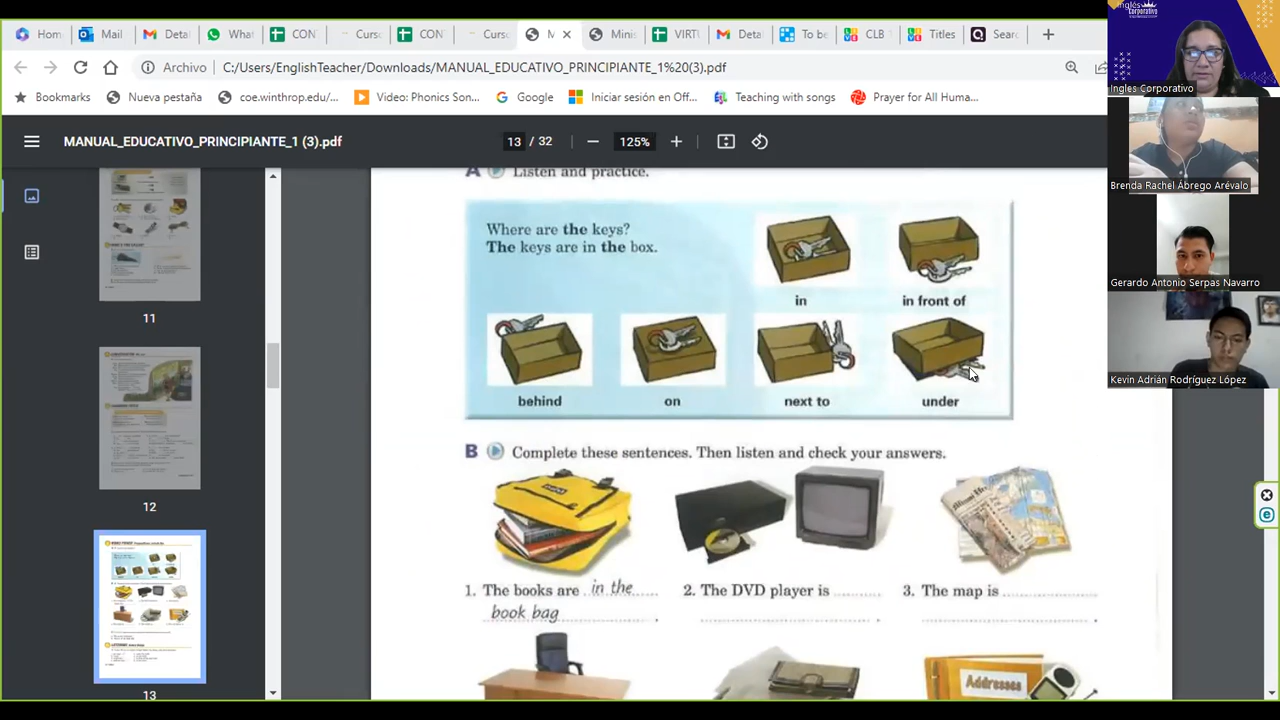 Hom
Mail
Deta
What
CON
Curso
CON
Curs
N
Minis
VIRT
Deta
To be
CLB
Titles
Searc
Archivo
C:/Users/EnglishTeacher/Downloads/MANUAL_EDUCATIVO_PRINCIPIANTE_1%20(3).pdf
Bookmarks
Nueva pestaña
coe.winthrop.edu/...
Video: Phonics Son...
Google
Iniciar sesión en Off...
Teaching with songs
Prayer for All Huma...
MANUAL_EDUCATIVO_PRINCIPIANTE_1 (3).pdf
13 / 32
125%
11
12
13
A Listen and practice.
Where are the keys?
The keys are in the box.
in
in front of
behind
on
next to
under
B Complete these sentences. Then listen and check your answers.
1. The books are in the
book bag
2. The DVD player is
3. The map is
Addresses
Inglés
Corporativo
Ingles Corporativo
Brenda Rachel Ábrego Arévalo
Gerardo Antonio Serpas Navarro
Kevin Adrián Rodríguez López